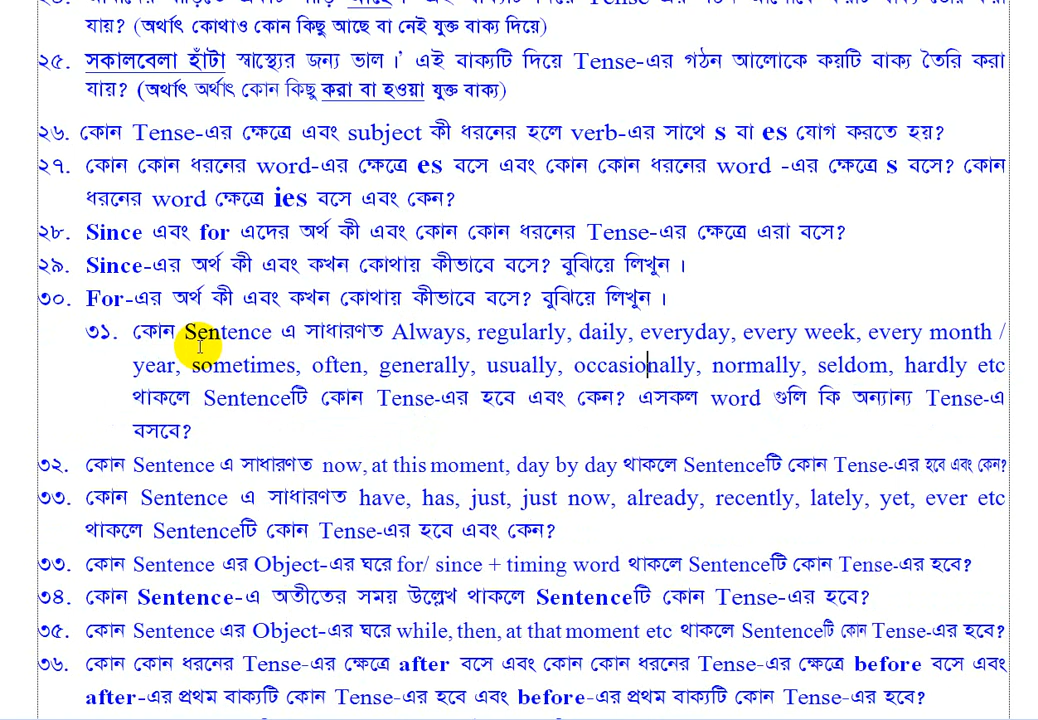 যায়? (অর্থাৎ কোথাও কোন কিছু আছে বা নেই যুক্ত বাক্য দিয়ে)
২৫. সকালবেলা হাঁটা স্বাস্থ্যের জন্য ভাল।' এই বাক্যটি দিয়ে Tense-এর গঠন আলোকে কয়টি বাক্য তৈরি করা
যায়? (অর্থাৎ অর্থাৎ কোন কিছু করা বা হওয়া যুক্ত বাক্য)
২৬. কোন Tense-এর ক্ষেত্রে এবং subject কী ধরনের হলে verb-এর সাথে s বা es যোগ করতে হয়?
২৭. কোন কোন ধরনের word-এর ক্ষেত্রে es বসে এবং কোন কোন ধরনের word -এর ক্ষেত্রে s বসে? কোন
ধরনের word ক্ষেত্রে ies বসে এবং কেন?
২৮. Since এবং for এদের অর্থ কী এবং কোন কোন ধরনের Tense-এর ক্ষেত্রে এরা বসে?
২৯. Since-এর অর্থ কী এবং কখন কোথায় কীভাবে বসে? বুঝিয়ে লিখুন।
৩০. For-এর অর্থ কী এবং কখন কোথায় কীভাবে বসে? বুঝিয়ে লিখুন।
৩১. কোন Sentence এ সাধারণত Always, regularly, daily, everyday, every week, every month /
year, sometimes, often, generally, usually, occasionally, normally, seldom, hardly etc
থাকলে Sentenceটি কোন Tense-এর হবে এবং কেন? এসকল word গুলি কি অন্যান্য Tense-এ
বসবে?
৩২. কোন Sentence এ সাধারণত now, at this moment, day by day থাকলে Sentenceটি কোন Tense-এর হবে এবং কেন?
৩৩. কোন Sentence এ সাধারণত have, has, just, just now, already, recently, lately, yet, ever etc
থাকলে Sentenceটি কোন Tense-এর হবে এবং কেন?
৩৩. কোন Sentence এর Object-এর ঘরে for/ since + timing word থাকলে Sentenceটি কোন Tense-এর হবে?
৩৪. কোন Sentence-এ অতীতের সময় উল্লেখ থাকলে Sentenceটি কোন Tense-এর হবে?
৩৫. কোন Sentence এর Object-এর ঘরে while, then, at that moment etc থাকলে Sentenceটি কোন Tense-এর হবে?
৩৬. কোন কোন ধরনের Tense-এর ক্ষেত্রে after বসে এবং কোন কোন ধরনের Tense-এর ক্ষেত্রে before বসে এবং
after-এর প্রথম বাক্যটি কোন Tense-এর হবে এবং before-এর প্রথম বাক্যটি কোন Tense-এর হবে?